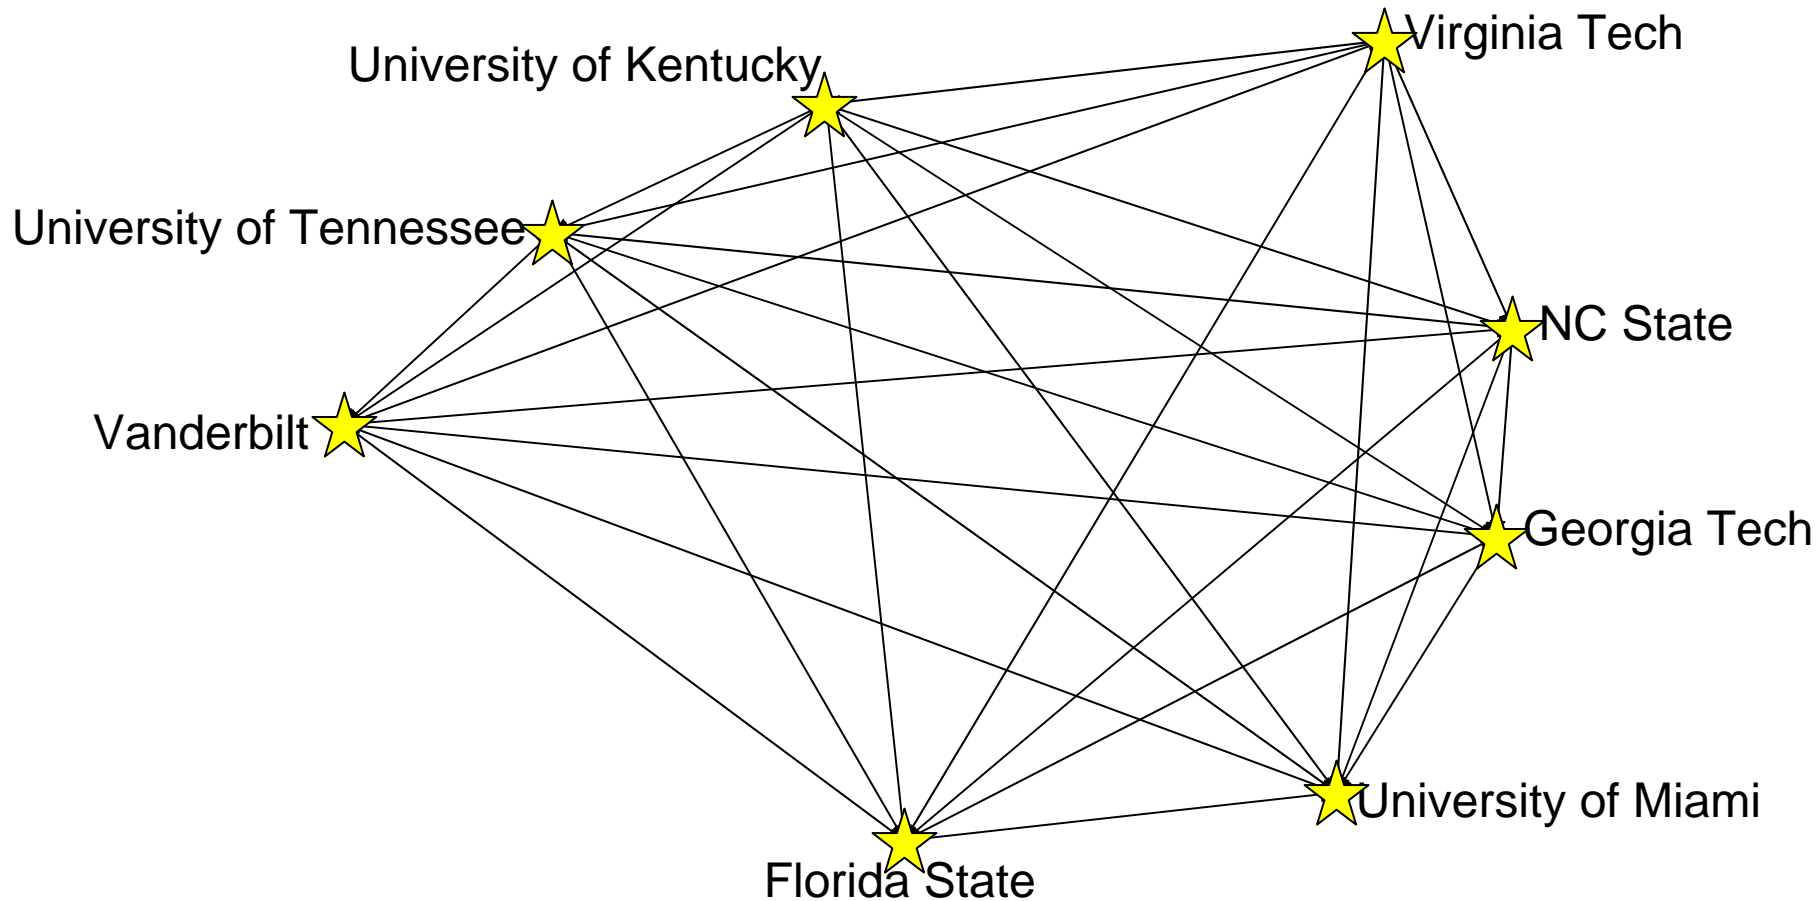 Virginia Tech
University of Kentucky
University of Tennessee
NC State
Vanderbilt
Georgia Tech
University of Miami
Florida State